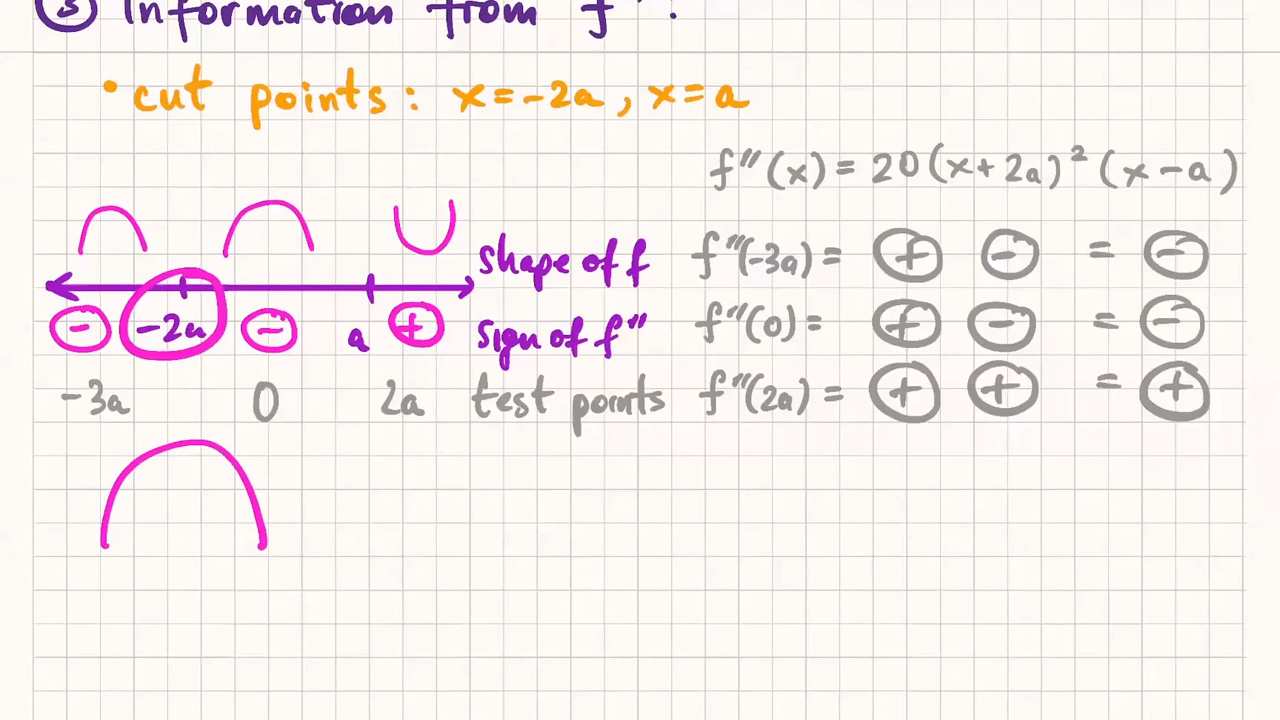 ③ Information from f":
• cut points: x=-2a, x=a
f"(x) = 20(x+2a)² (x-a)
shape of f
f"(-3a) = + - = -
- -2a - a + sign of f"
f"(0) = + - = -
-3a 0 2a test points
f"(2a) = + + = +